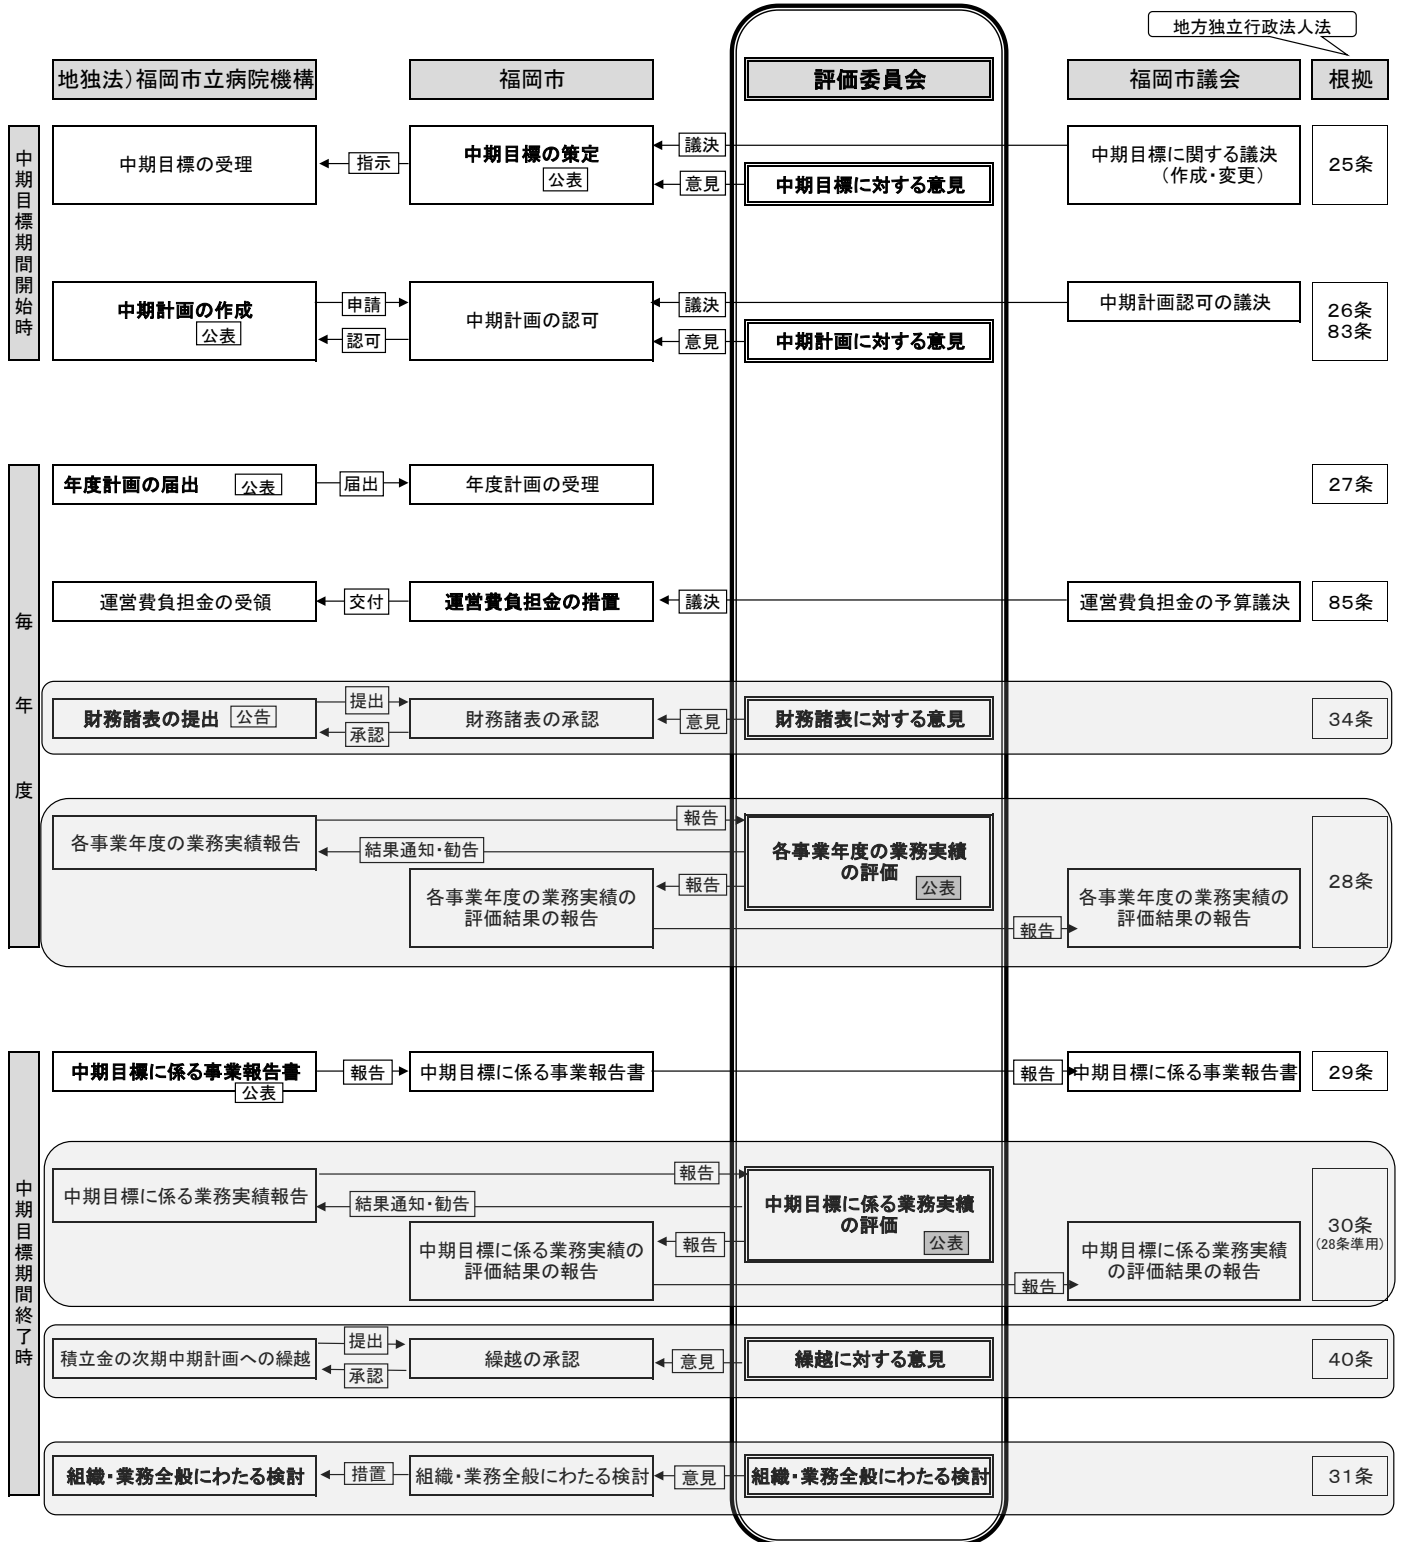 地方独立行政法人法
地独法)福岡市立病院機構
福岡市
評価委員会
福岡市議会
根拠
中期目標期間開始時
中期目標の受理
指示
中期目標の策定
公表
議決
意見
中期目標に対する意見
中期目標に関する議決
（作成・変更）
25条
中期計画の作成
公表
申請
認可
中期計画の認可
議決
意見
中期計画に対する意見
中期計画認可の議決
26条
83条
毎年度
年度計画の届出
公表
届出
年度計画の受理
27条
運営費負担金の受領
交付
運営費負担金の措置
議決
運営費負担金の予算議決
85条
財務諸表の提出
公告
提出
承認
財務諸表の承認
意見
財務諸表に対する意見
34条
各事業年度の業務実績報告
報告
結果通知・勧告
各事業年度の業務実績
の評価
公表
報告
各事業年度の業務実績の
評価結果の報告
報告
各事業年度の業務実績の
評価結果の報告
28条
中期目標期間終了時
中期目標に係る事業報告書
公表
報告
中期目標に係る事業報告書
報告
中期目標に係る事業報告書
29条
中期目標に係る業務実績報告
報告
結果通知・勧告
中期目標に係る業務実績
の評価
公表
報告
中期目標に係る業務実績の
評価結果の報告
報告
中期目標に係る業務実績
の評価結果の報告
30条
（28条準用）
積立金の次期中期計画への繰越
提出
承認
繰越の承認
意見
繰越に対する意見
40条
組織・業務全般にわたる検討
措置
組織・業務全般にわたる検討
意見
組織・業務全般にわたる検討
31条